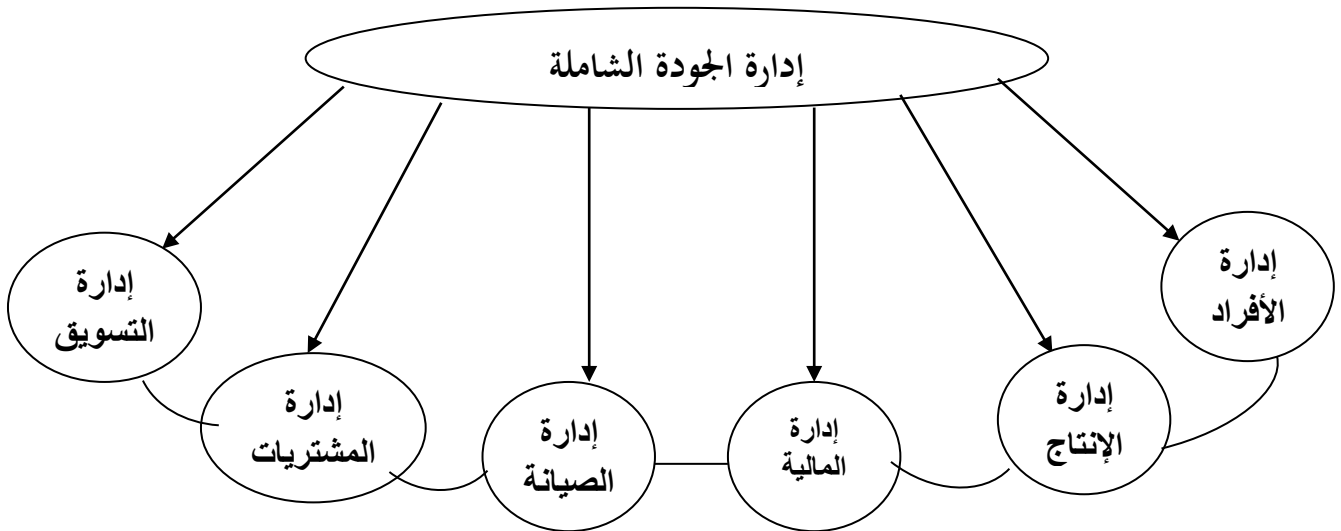 إدارة الجودة الشاملة
إدارة
الأفراد
إدارة
الإنتاج
إدارة
المالية
إدارة
الصيانة
إدارة
المشتريات
إدارة
التسويق